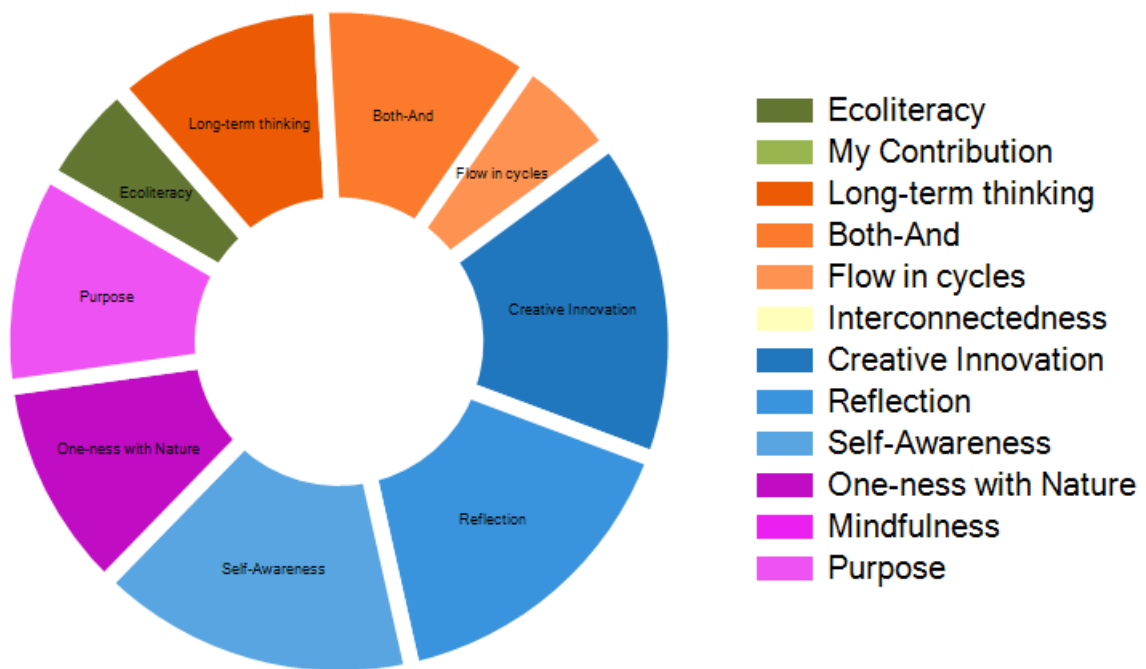 Long-term thinking
Both-And
Flow in cycles
Ecoliteracy
Purpose
Creative Innovation
One-ness with Nature
Reflection
Self-Awareness
Ecoliteracy
My Contribution
Long-term thinking
Both-And
Flow in cycles
Interconnectedness
Creative Innovation
Reflection
Self-Awareness
One-ness with Nature
Mindfulness
Purpose